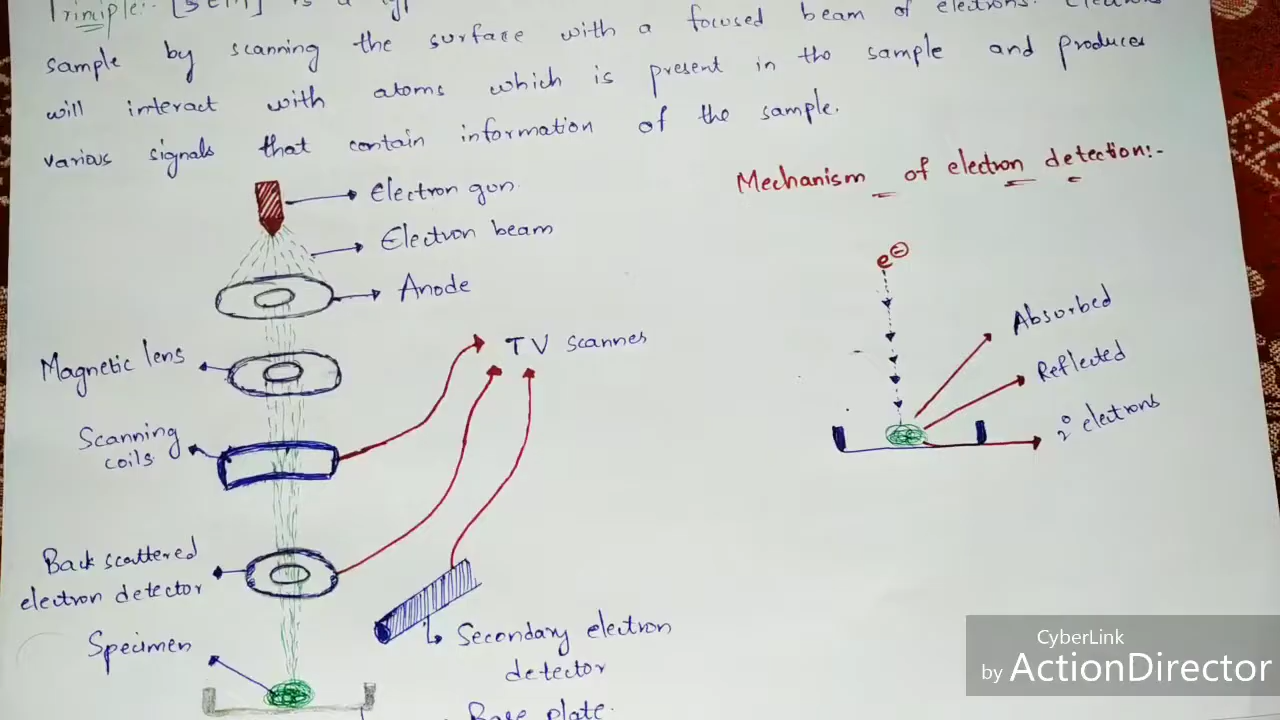 Principle:- [SEM] is a
sample by scanning the surface with a focused beam of electrons.
will interact with atoms which is present in the sample and produces
various signals that contain information of the sample.
Mechanism of electron detection:-
Electron gun
Electron beam
Anode
Magnetic lens
TV scanner
Scanning
coils
Back scattered
electron detector
Specimen
Secondary electron
detector
Base plate.
e⊖
Absorbed
Reflected
2° electrons
CyberLink
by ActionDirector